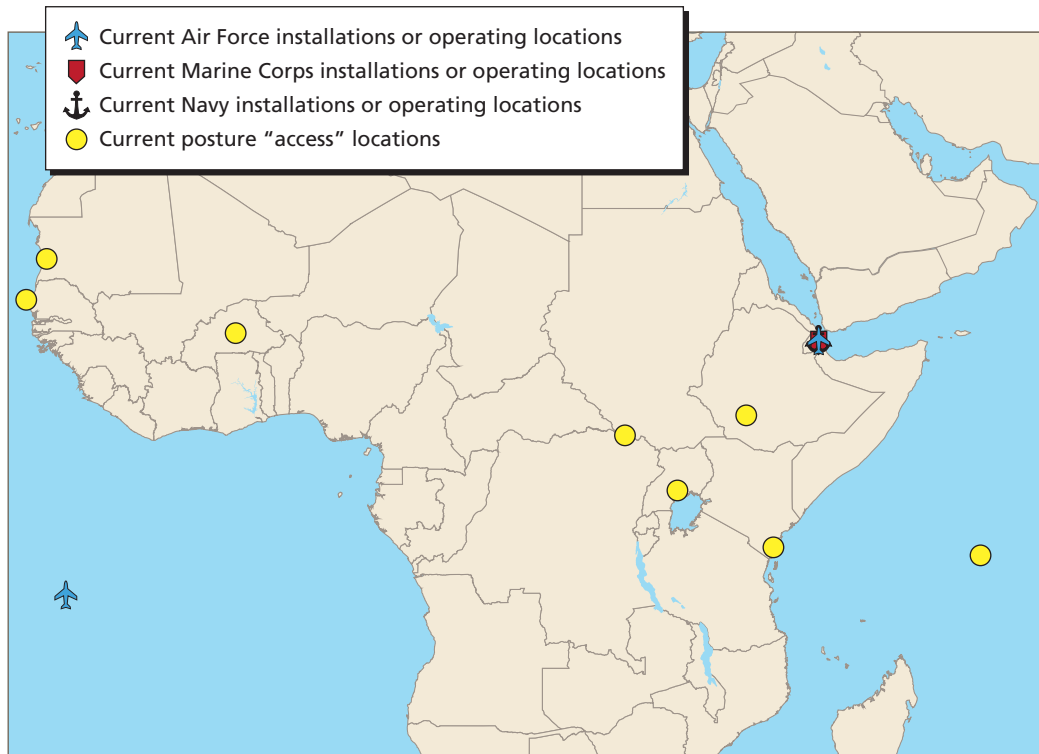 Current Air Force installations or operating locations
Current Marine Corps installations or operating locations
Current Navy installations or operating locations
Current posture “access” locations